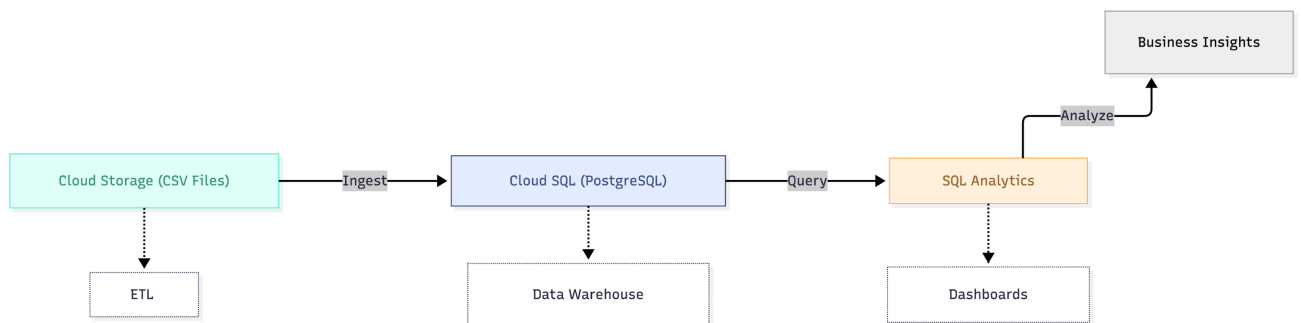 Business Insights
Analyze
Cloud Storage (CSV Files)
Ingest
Cloud SQL (PostgreSQL)
Query
SQL Analytics
ETL
Data Warehouse
Dashboards